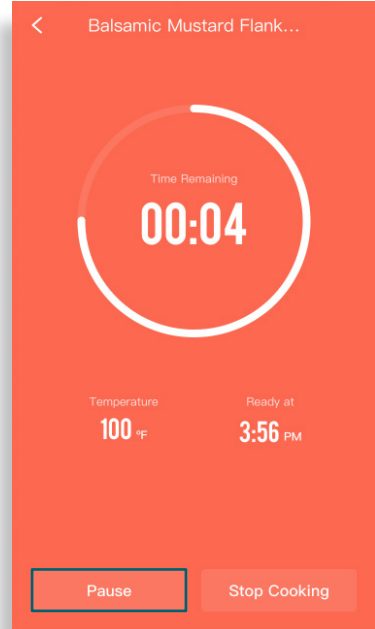 Balsamic Mustard Flank...
Time Remaining
00:04
Temperature
Ready at
100 °F
3:56 PM
Pause
Stop Cooking